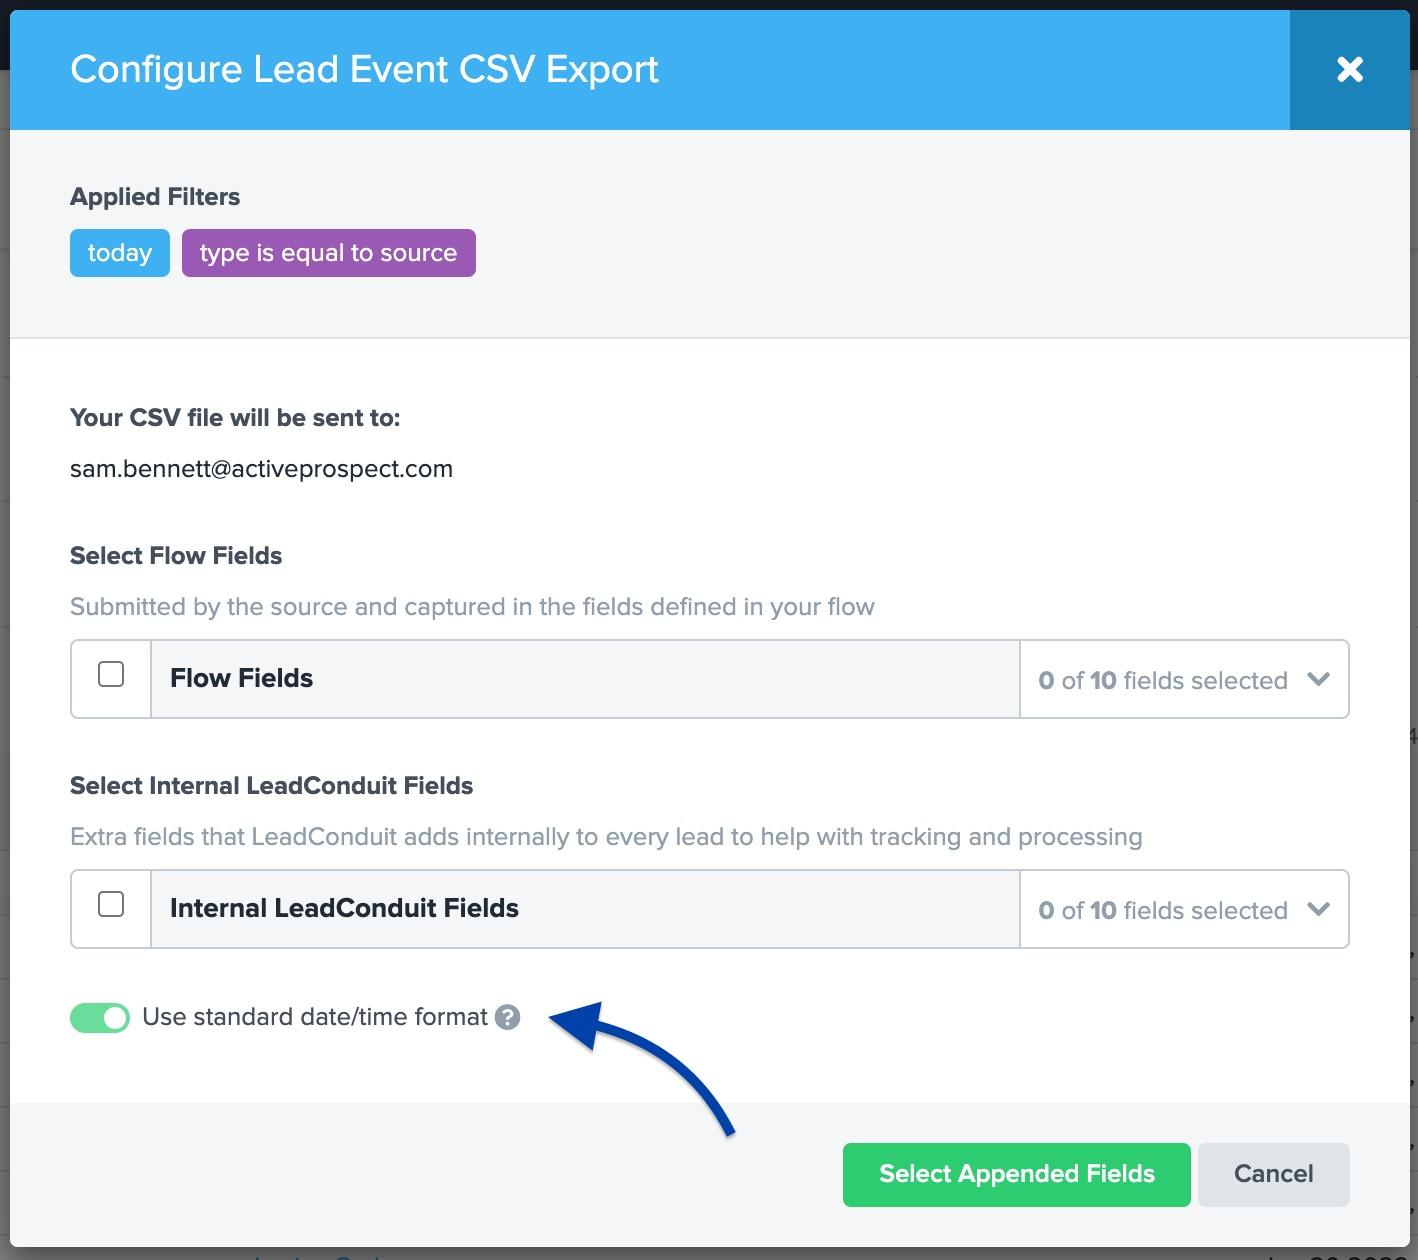 Configure Lead Event CSV Export
Applied Filters
today type is equal to source
Your CSV file will be sent to:
sam.bennett@activeprospect.com
Select Flow Fields
Submitted by the source and captured in the fields defined in your flow
Flow Fields 0 of 10 fields selected
Select Internal LeadConduit Fields
Extra fields that LeadConduit adds internally to every lead to help with tracking and processing
Internal LeadConduit Fields 0 of 10 fields selected
Use standard date/time format ?
Select Appended Fields Cancel